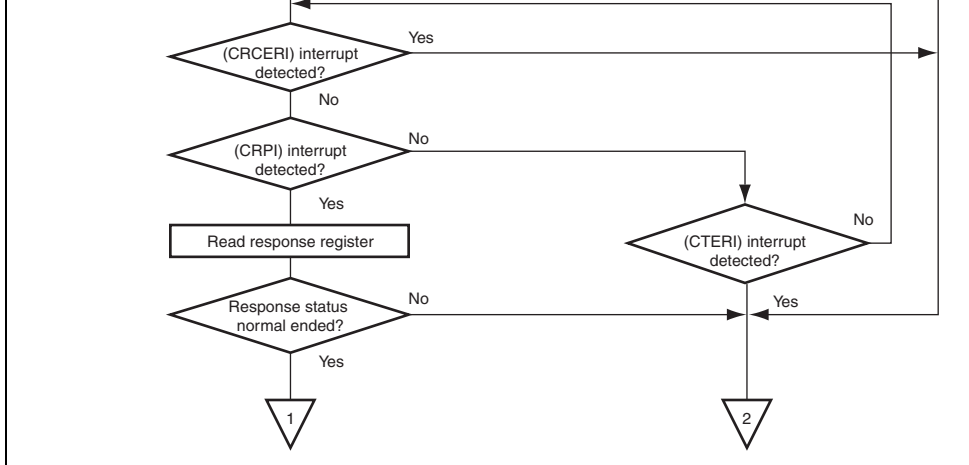 (CRCERI) interrupt
detected?
Yes
No
(CRPI) interrupt
detected?
No
Yes
Read response register
(CTERI) interrupt
detected?
No
Yes
Response status
normal ended?
No
Yes
1
2